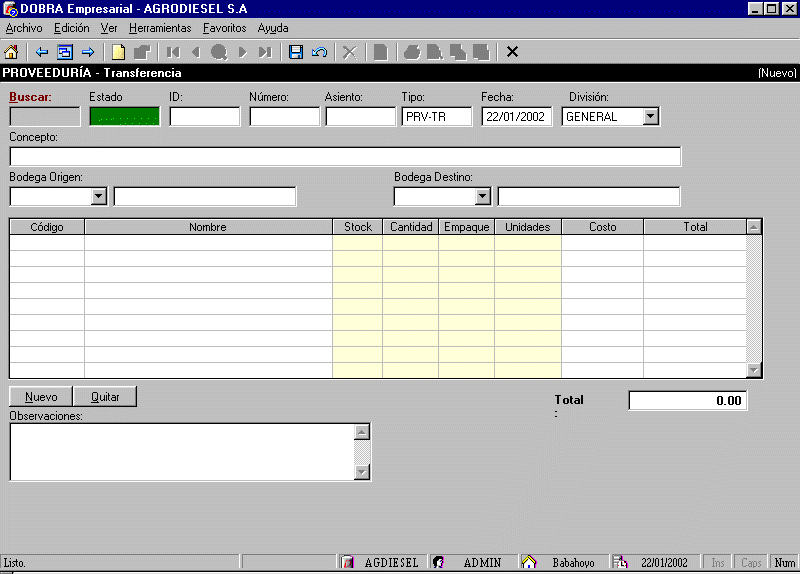 DOBRA Empresarial - AGRODIESEL S.A
Archivo Edición Ver Herramientas Favoritos Ayuda
PROVEEDURÍA - Transferencia (Nuevo)
Buscar: Estado ID: Número: Asiento: Tipo: Fecha: División:
PRV-TR 22/01/2002 GENERAL
Concepto:
Bodega Origen: Bodega Destino:
Código Nombre Stock Cantidad Empaque Unidades Costo Total
Nuevo Quitar
Total 0.00
:
Observaciones:
Listo. AGDIESEL ADMIN Babahoyo 22/01/2002 Ins Caps Num